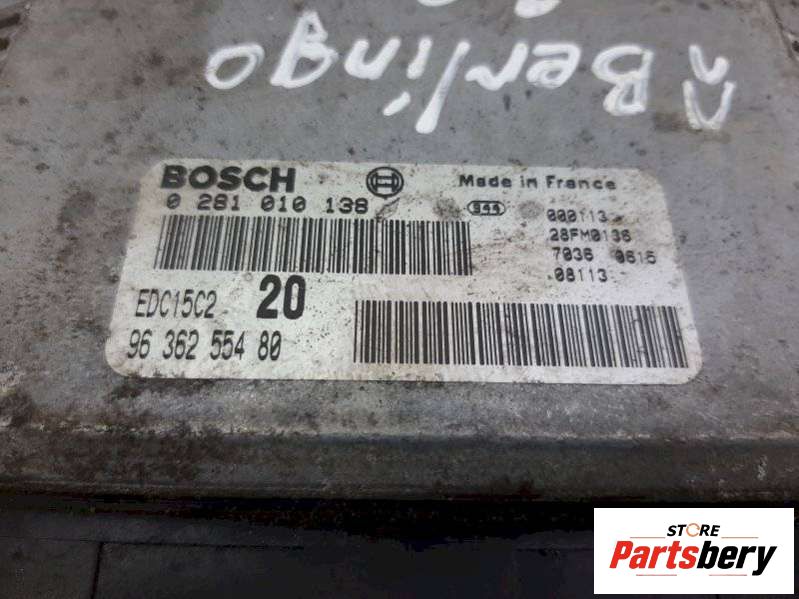 Berlingo
BOSCH
Made in France
0 281 010 138
944
000113
28FM0136
7036 0615
.08113
EDC15C2 20
96 362 554 80
STORE
Partsbery